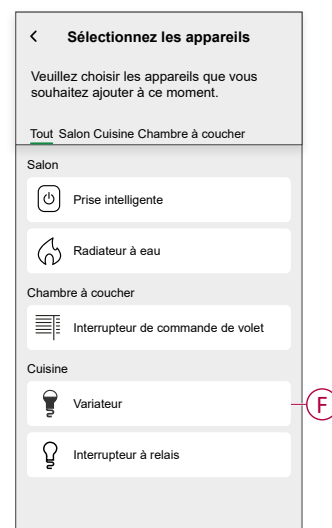 Sélectionnez les appareils
Veuillez choisir les appareils que vous
souhaitez ajouter à ce moment.
Tout Salon Cuisine Chambre à coucher
Salon
Prise intelligente
Radiateur à eau
Chambre à coucher
Interrupteur de commande de volet
Cuisine
Variateur
F
Interrupteur à relais